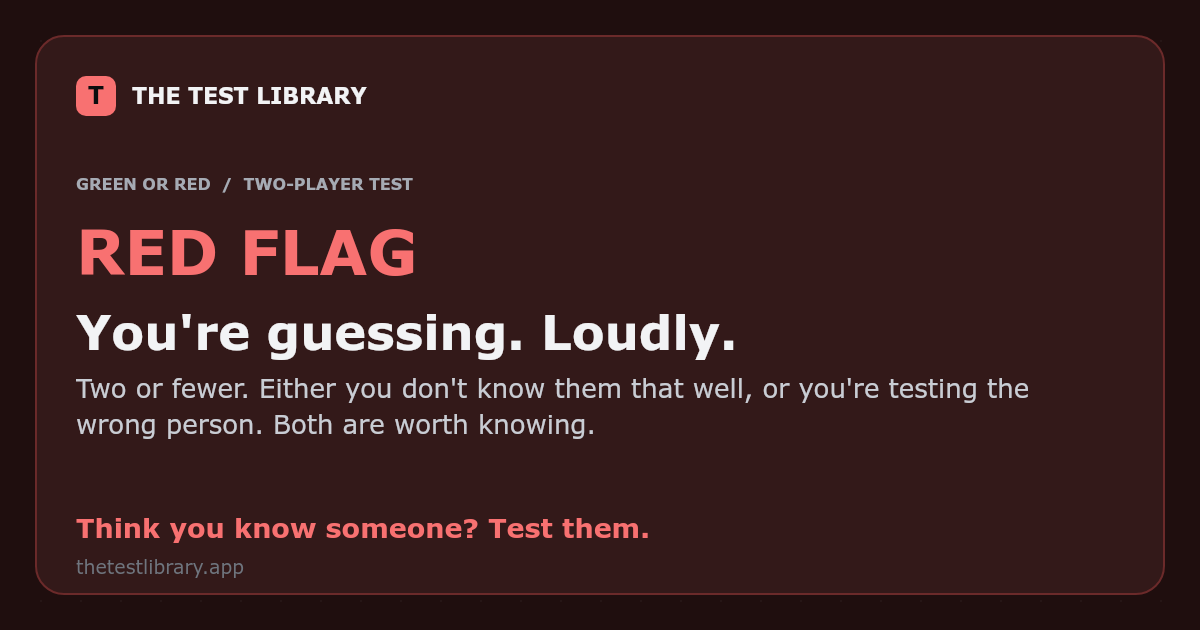 T THE TEST LIBRARY
GREEN OR RED / TWO-PLAYER TEST
RED FLAG
You're guessing. Loudly.
Two or fewer. Either you don't know them that well, or you're testing the
wrong person. Both are worth knowing.
Think you know someone? Test them.
thetestlibrary.app